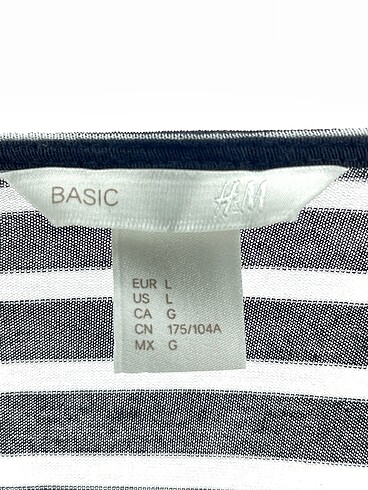 BASIC H&M
EUR L
US L
CA G
CN 175/104A
MX G